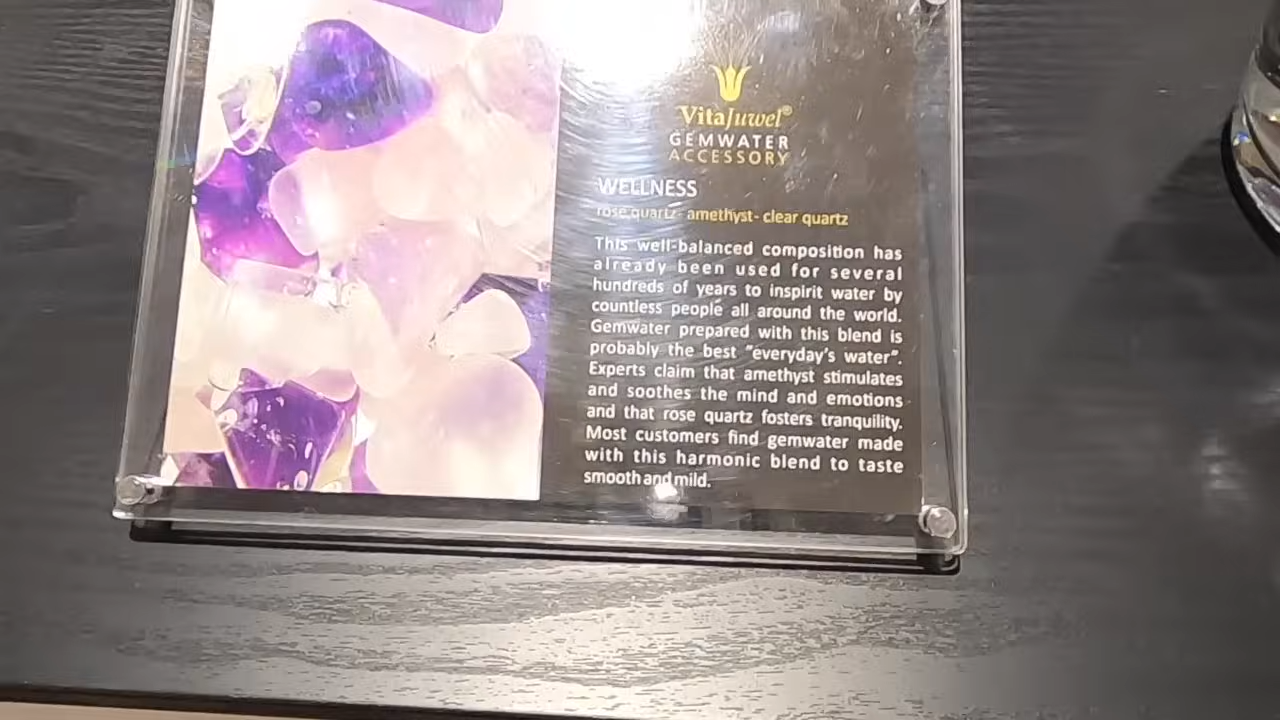 VitaJuwel®
GEMWATER
ACCESSORY
WELLNESS
rose quartz- amethyst- clear quartz
This well-balanced composition has
already been used for several
hundreds of years to inspirit water by
countless people all around the world.
Gemwater prepared with this blend is
probably the best "everyday's water".
Experts claim that amethyst stimulates
and soothes the mind and emotions
and that rose quartz fosters tranquility.
Most customers find gemwater made
with this harmonic blend to taste
smooth and mild.